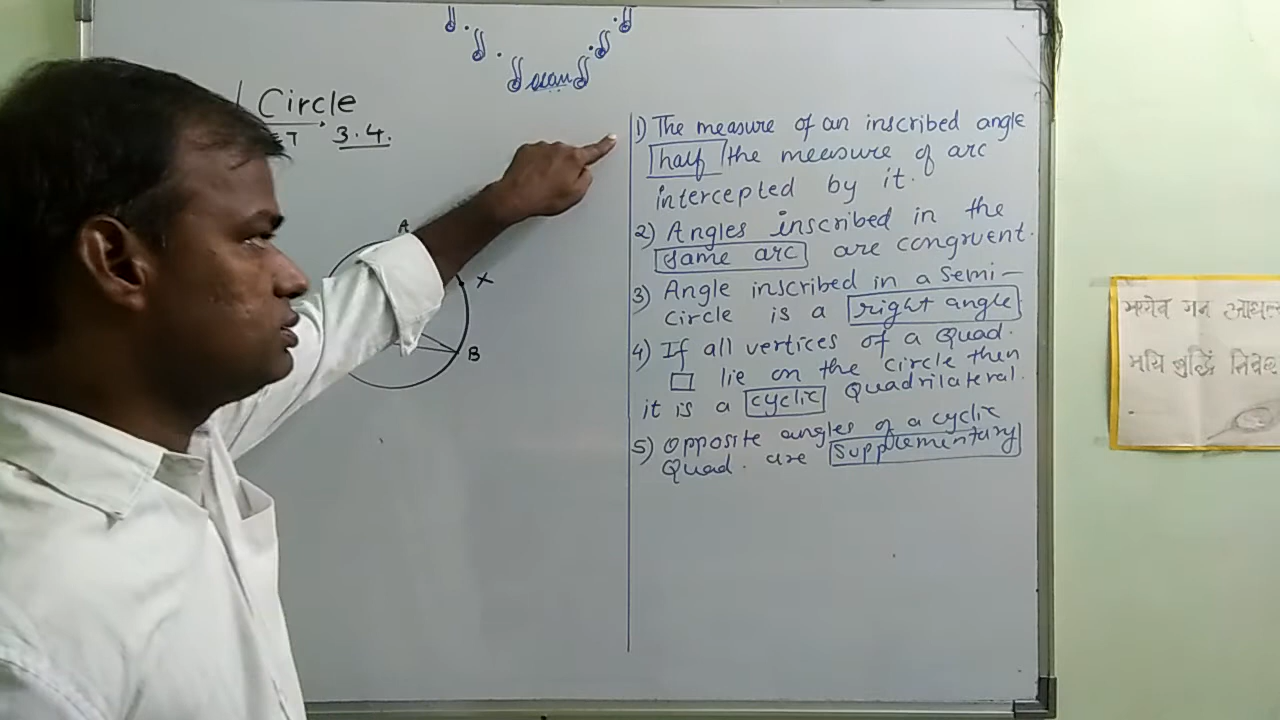 Circle
3.4.
A
X
B
1) The measure of an inscribed angle
half the measure of arc
intercepted by it.
2) Angles inscribed in the
same arc are congruent.
3) Angle inscribed in a Semi-
circle is a right angle
4) If all vertices of a Quad.
□ lie on the circle then
it is a cyclic Quadrilateral.
5) Opposite angles of a cyclic
Quad. are Supplementary